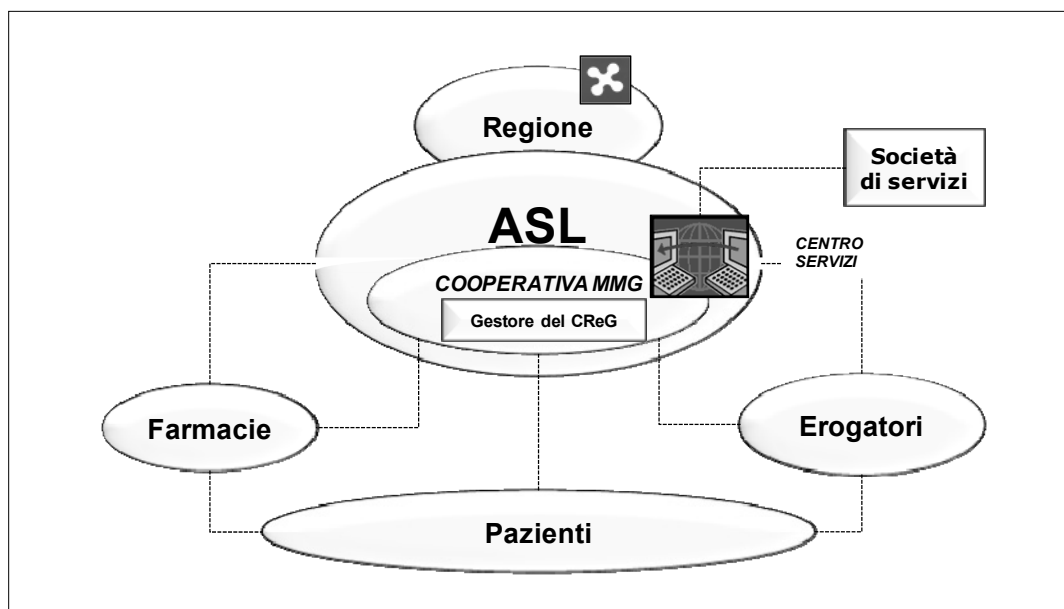 Regione
Società
di servizi
ASL
CENTRO
SERVIZI
COOPERATIVA MMG
Gestore del CReG
Farmacie
Erogatori
Pazienti